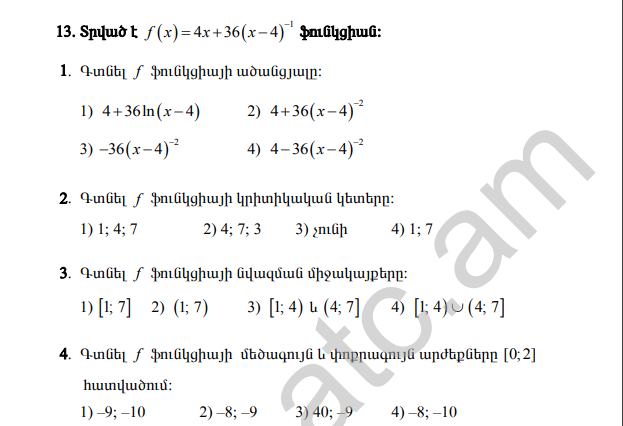 13. Տրված է f(x)=4x+36(x−4)⁻¹ ֆունկցիան:
1. Գտնել f ֆունկցիայի ածանցյալը:
1) 4+36ln(x−4) 2) 4+36(x−4)⁻²
3) −36(x−4)⁻² 4) 4−36(x−4)⁻²
2. Գտնել f ֆունկցիայի կրիտիկական կետերը:
1) 1; 4; 7 2) 4; 7; 3 3) չունի 4) 1; 7
3. Գտնել f ֆունկցիայի նվազման միջակայքերը:
1) [1; 7] 2) (1; 7) 3) [1; 4) և (4; 7] 4) [1; 4)∪(4; 7]
4. Գտնել f ֆունկցիայի մեծագույն և փոքրագույն արժեքները [0;2]
հատվածում:
1) –9; –10 2) –8; –9 3) 40; –9 4) –8; –10
atc.am